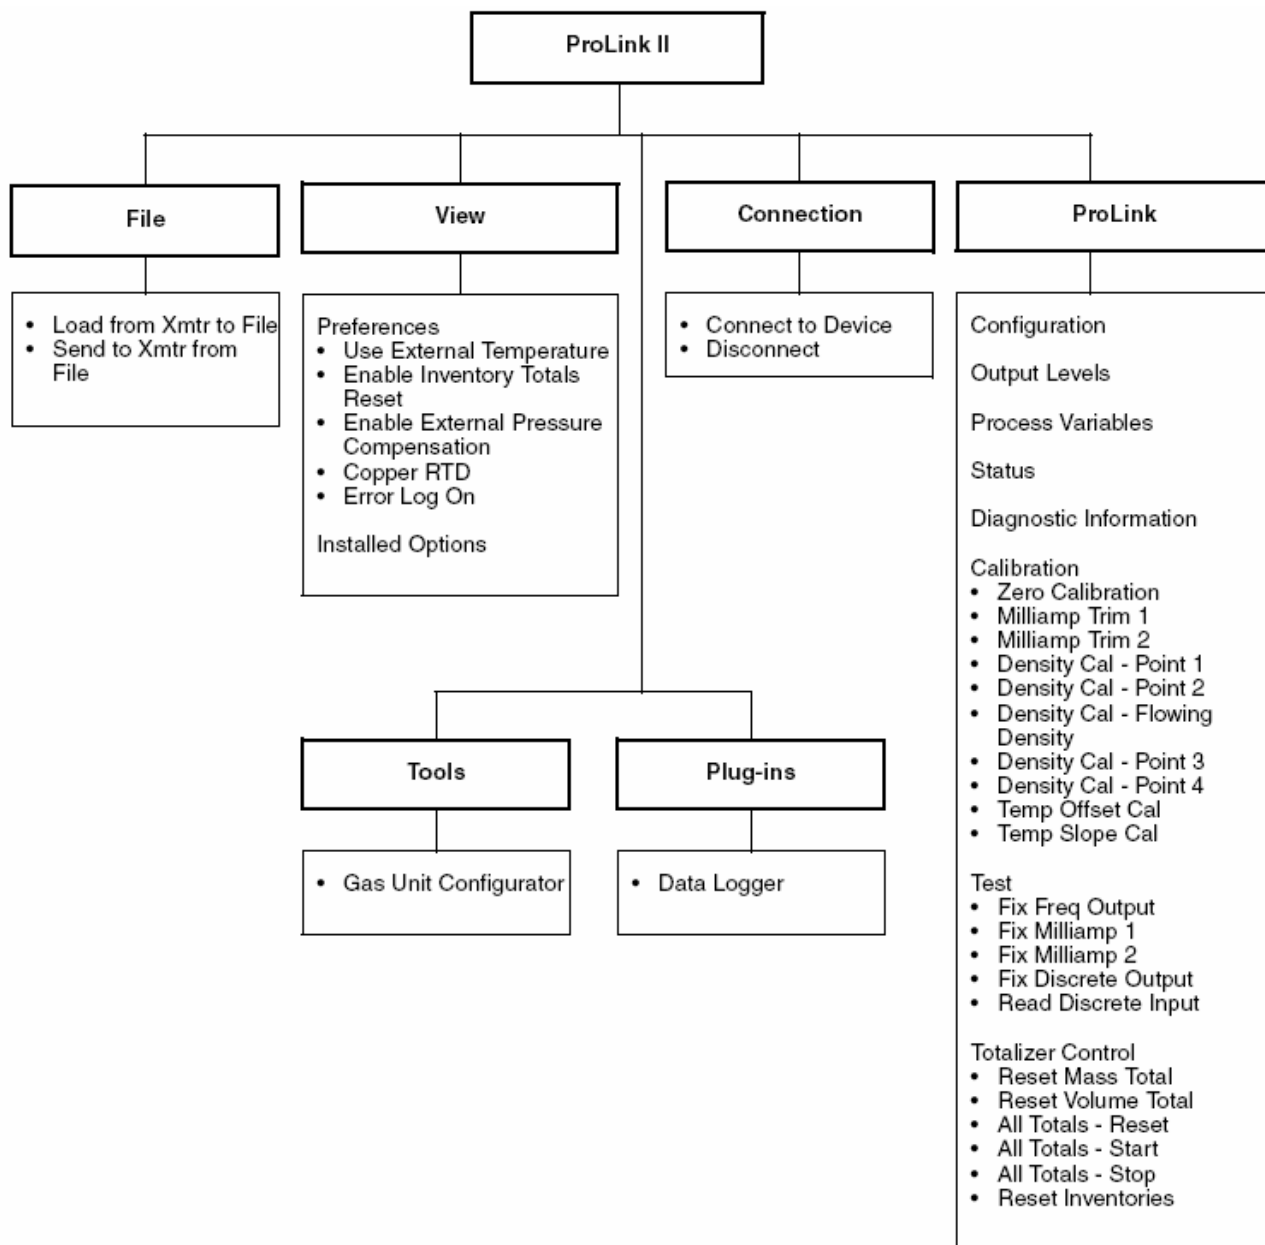 ProLink II
File
View
Connection
ProLink
• Load from Xmtr to File
• Send to Xmtr from
File
Preferences
• Use External Temperature
• Enable Inventory Totals
Reset
• Enable External Pressure
Compensation
• Copper RTD
• Error Log On
Installed Options
• Connect to Device
• Disconnect
Configuration
Output Levels
Process Variables
Status
Diagnostic Information
Calibration
• Zero Calibration
• Milliamp Trim 1
• Milliamp Trim 2
• Density Cal - Point 1
• Density Cal - Point 2
• Density Cal - Flowing
Density
• Density Cal - Point 3
• Density Cal - Point 4
• Temp Offset Cal
• Temp Slope Cal
Test
• Fix Freq Output
• Fix Milliamp 1
• Fix Milliamp 2
• Fix Discrete Output
• Read Discrete Input
Totalizer Control
• Reset Mass Total
• Reset Volume Total
• All Totals - Reset
• All Totals - Start
• All Totals - Stop
• Reset Inventories
Tools
Plug-ins
• Gas Unit Configurator
• Data Logger